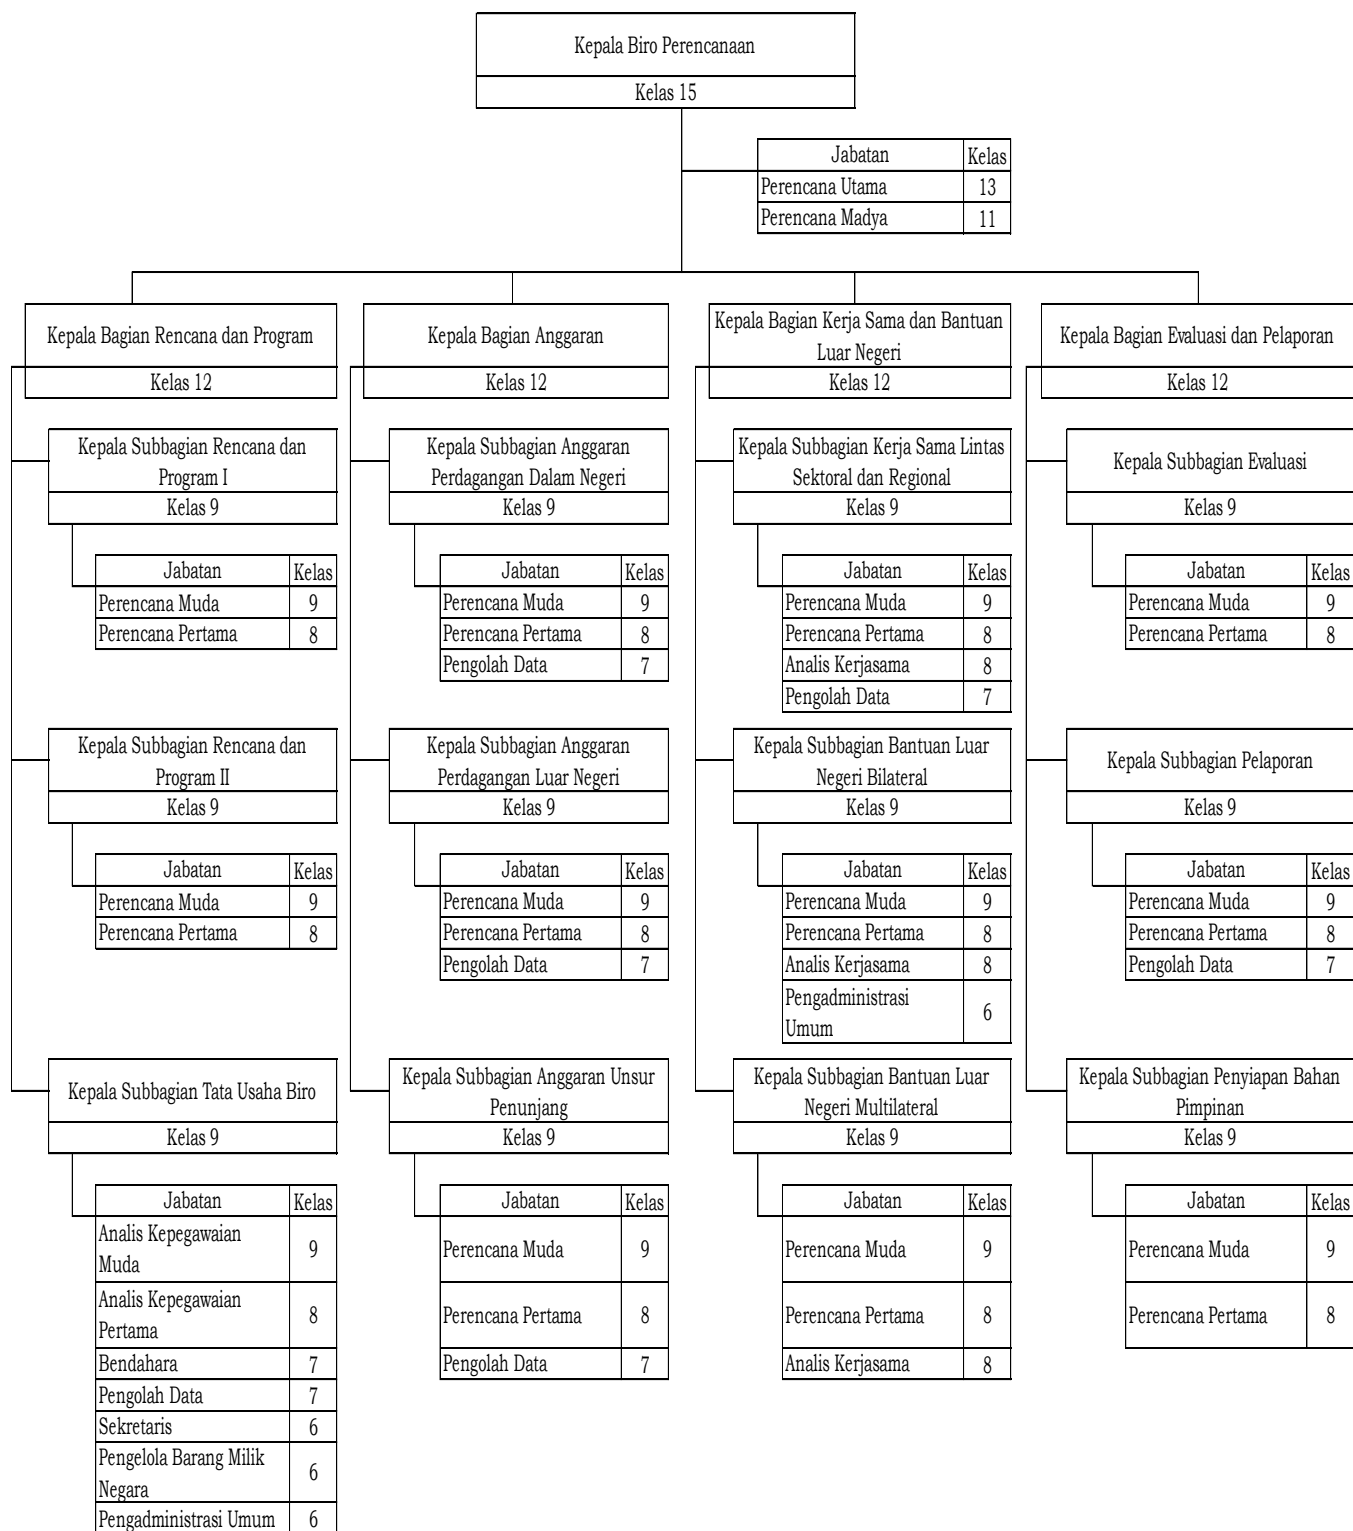 Kepala Biro Perencanaan
Kelas 15
Jabatan Kelas
Perencana Utama 13
Perencana Madya 11
Kepala Bagian Rencana dan Program
Kelas 12
Kepala Subbagian Rencana dan
Program I
Kelas 9
Jabatan Kelas
Perencana Muda 9
Perencana Pertama 8
Kepala Subbagian Rencana dan
Program II
Kelas 9
Jabatan Kelas
Perencana Muda 9
Perencana Pertama 8
Kepala Subbagian Tata Usaha Biro
Kelas 9
Jabatan Kelas
Analis Kepegawaian
Muda 9
Analis Kepegawaian
Pertama 8
Bendahara 7
Pengolah Data 7
Sekretaris 6
Pengelola Barang Milik
Negara 6
Pengadministrasi Umum 6
Kepala Bagian Anggaran
Kelas 12
Kepala Subbagian Anggaran
Perdagangan Dalam Negeri
Kelas 9
Jabatan Kelas
Perencana Muda 9
Perencana Pertama 8
Pengolah Data 7
Kepala Subbagian Anggaran
Perdagangan Luar Negeri
Kelas 9
Jabatan Kelas
Perencana Muda 9
Perencana Pertama 8
Pengolah Data 7
Kepala Subbagian Anggaran Unsur
Penunjang
Kelas 9
Jabatan Kelas
Perencana Muda 9
Perencana Pertama 8
Pengolah Data 7
Kepala Bagian Kerja Sama dan Bantuan
Luar Negeri
Kelas 12
Kepala Subbagian Kerja Sama Lintas
Sektoral dan Regional
Kelas 9
Jabatan Kelas
Perencana Muda 9
Perencana Pertama 8
Analis Kerjasama 8
Pengolah Data 7
Kepala Subbagian Bantuan Luar
Negeri Bilateral
Kelas 9
Jabatan Kelas
Perencana Muda 9
Perencana Pertama 8
Analis Kerjasama 8
Pengadministrasi
Umum 6
Kepala Subbagian Bantuan Luar
Negeri Multilateral
Kelas 9
Jabatan Kelas
Perencana Muda 9
Perencana Pertama 8
Analis Kerjasama 8
Kepala Bagian Evaluasi dan Pelaporan
Kelas 12
Kepala Subbagian Evaluasi
Kelas 9
Jabatan Kelas
Perencana Muda 9
Perencana Pertama 8
Kepala Subbagian Pelaporan
Kelas 9
Jabatan Kelas
Perencana Muda 9
Perencana Pertama 8
Pengolah Data 7
Kepala Subbagian Penyiapan Bahan
Pimpinan
Kelas 9
Jabatan Kelas
Perencana Muda 9
Perencana Pertama 8